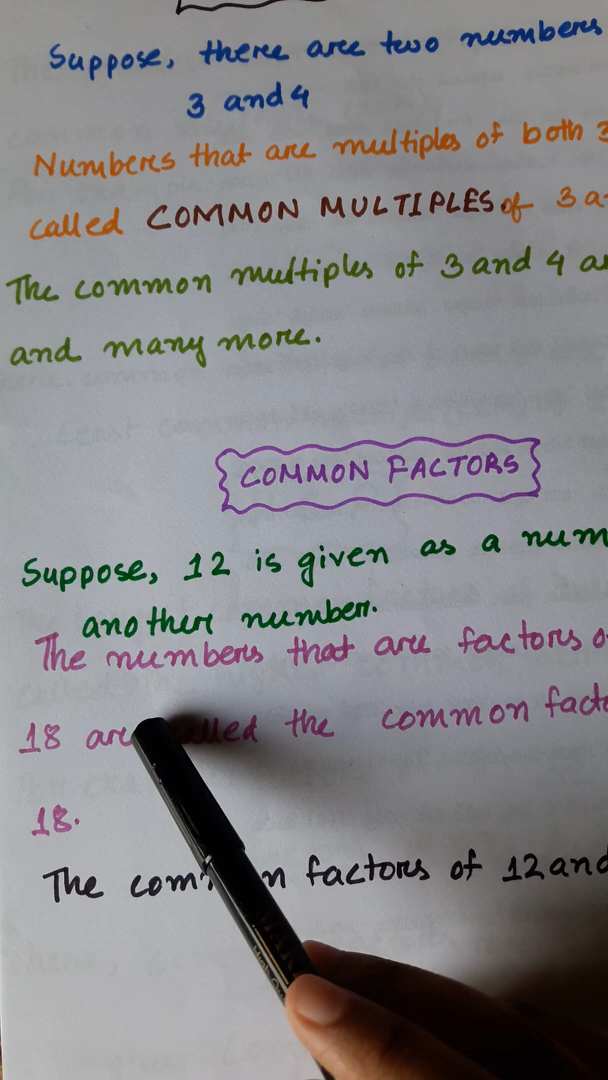 Suppose, there are two numbers
3 and 4
Numbers that are multiples of both 3
called COMMON MULTIPLES of 3 a
The common multiples of 3 and 4 a
and many more.
COMMON FACTORS
Suppose, 12 is given as a num
another number.
The numbers that are factors o
18 are called the common fact
18.
The common factors of 12 and